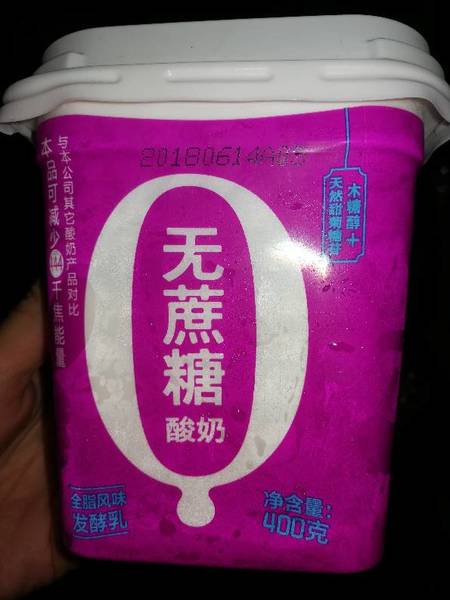 20180614A05
与本公司其它酸奶产品对比
本品可减少
千焦能量
木糖醇+
天然甜菊糖苷
无蔗糖
酸奶
全脂风味
发酵乳
净含量:
400克